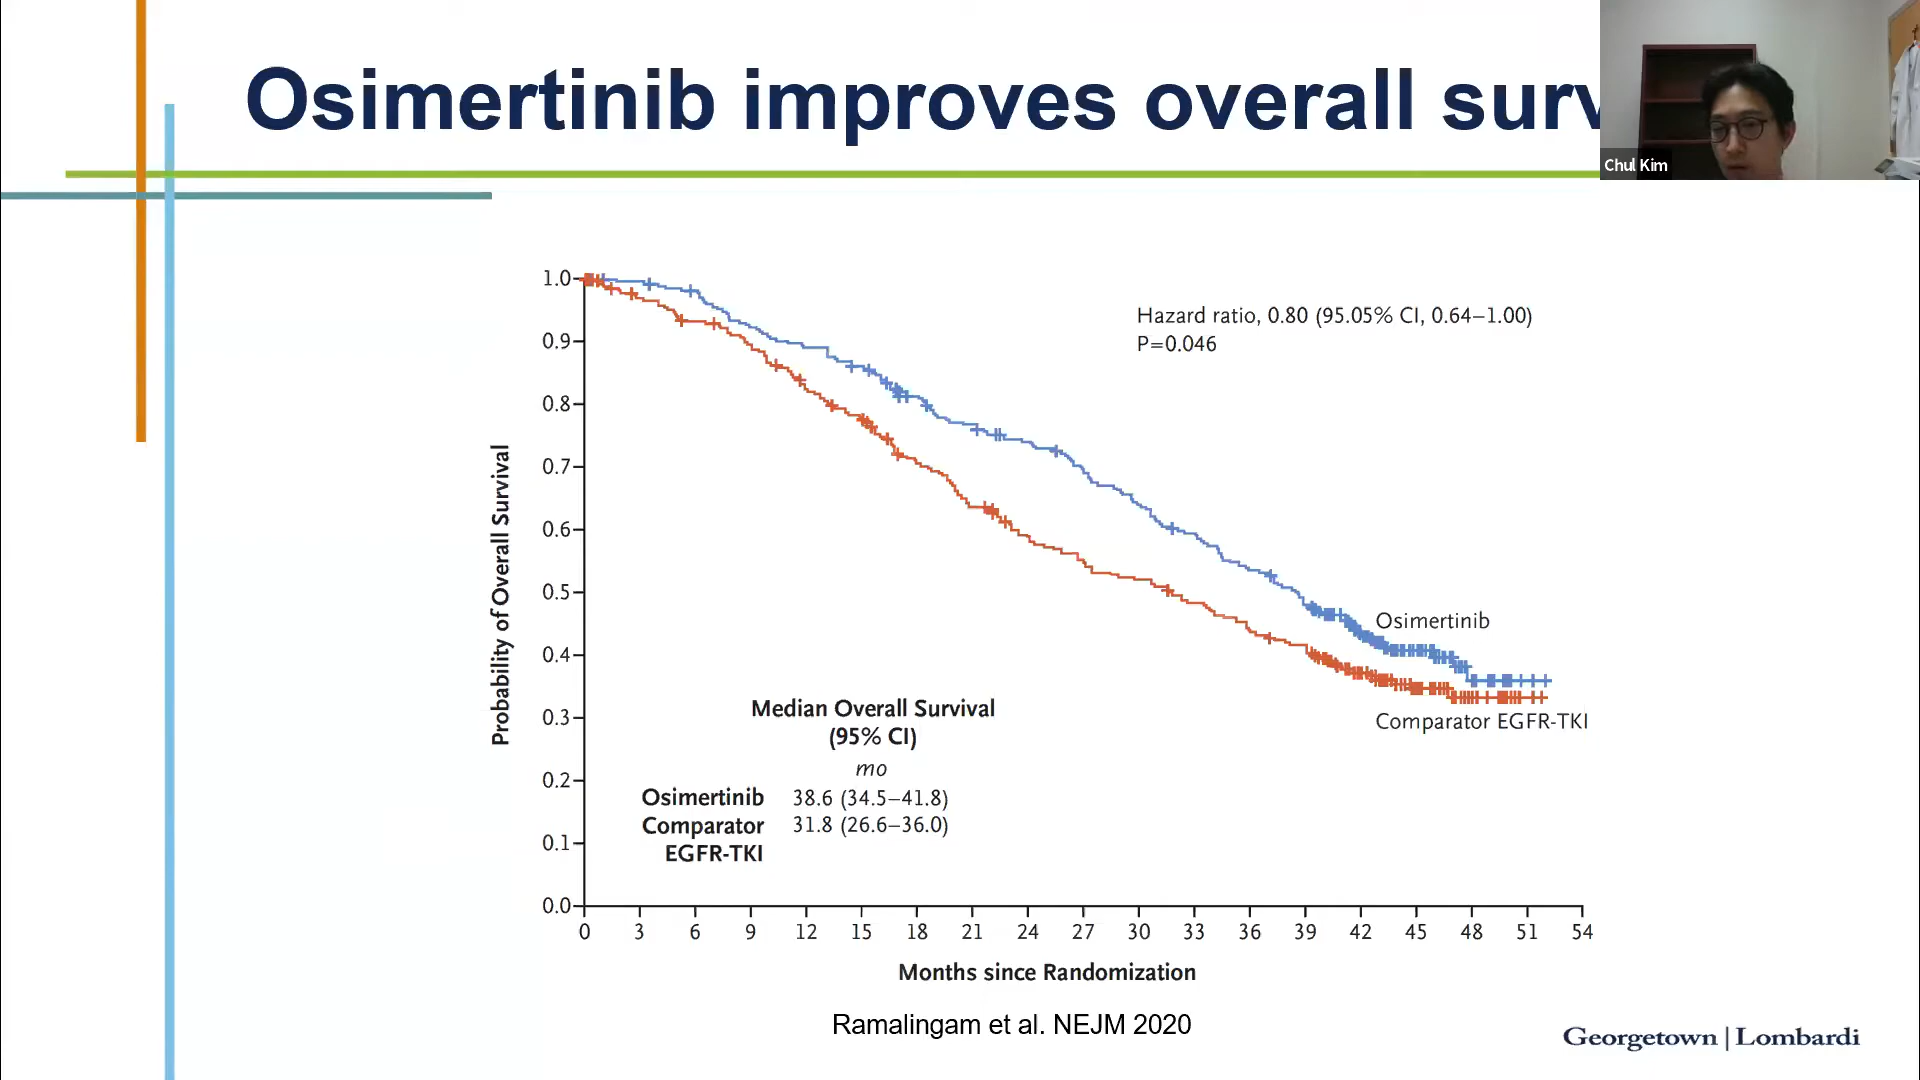 Osimertinib improves overall surv
Chul Kim
Hazard ratio, 0.80 (95.05% CI, 0.64–1.00)
P=0.046
Probability of Overall Survival
1.0
0.9
0.8
0.7
0.6
0.5
0.4
0.3
0.2
0.1
0.0
Osimertinib
Comparator EGFR-TKI
Median Overall Survival
(95% CI)
mo
Osimertinib 38.6 (34.5–41.8)
Comparator 31.8 (26.6–36.0)
EGFR-TKI
0 3 6 9 12 15 18 21 24 27 30 33 36 39 42 45 48 51 54
Months since Randomization
Ramalingam et al. NEJM 2020
Georgetown | Lombardi